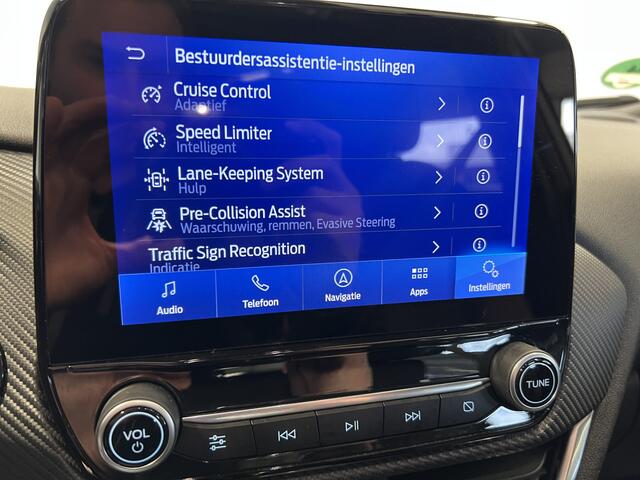 Bestuurdersassistentie-instellingen
Cruise Control
Adaptief
Speed Limiter
Intelligent
Lane-Keeping System
Hulp
Pre-Collision Assist
Waarschuwing, remmen, Evasive Steering
Traffic Sign Recognition
Indicatie
Audio
Telefoon
Navigatie
Apps
Instellingen
VOL
TUNE